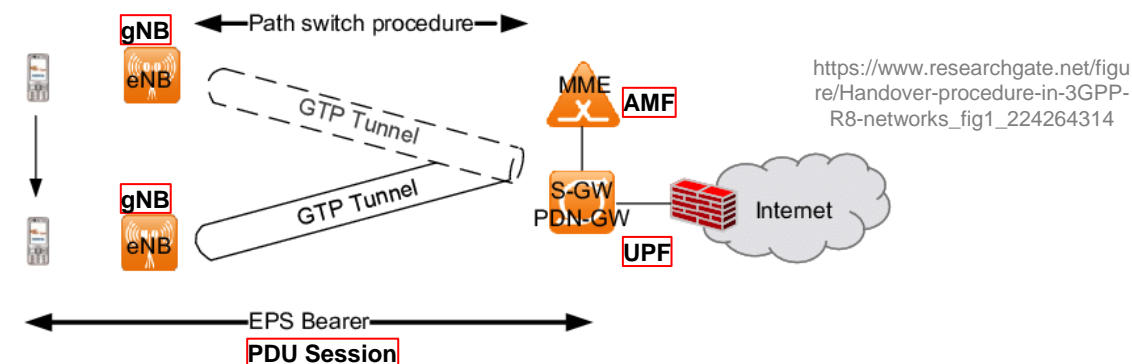 gNB
Path switch procedure
eNB
GTP Tunnel
MME
AMF
https://www.researchgate.net/figu
re/Handover-procedure-in-3GPP-
R8-networks_fig1_224264314
gNB
eNB
GTP Tunnel
S-GW
PDN-GW
UPF
Internet
EPS Bearer
PDU Session